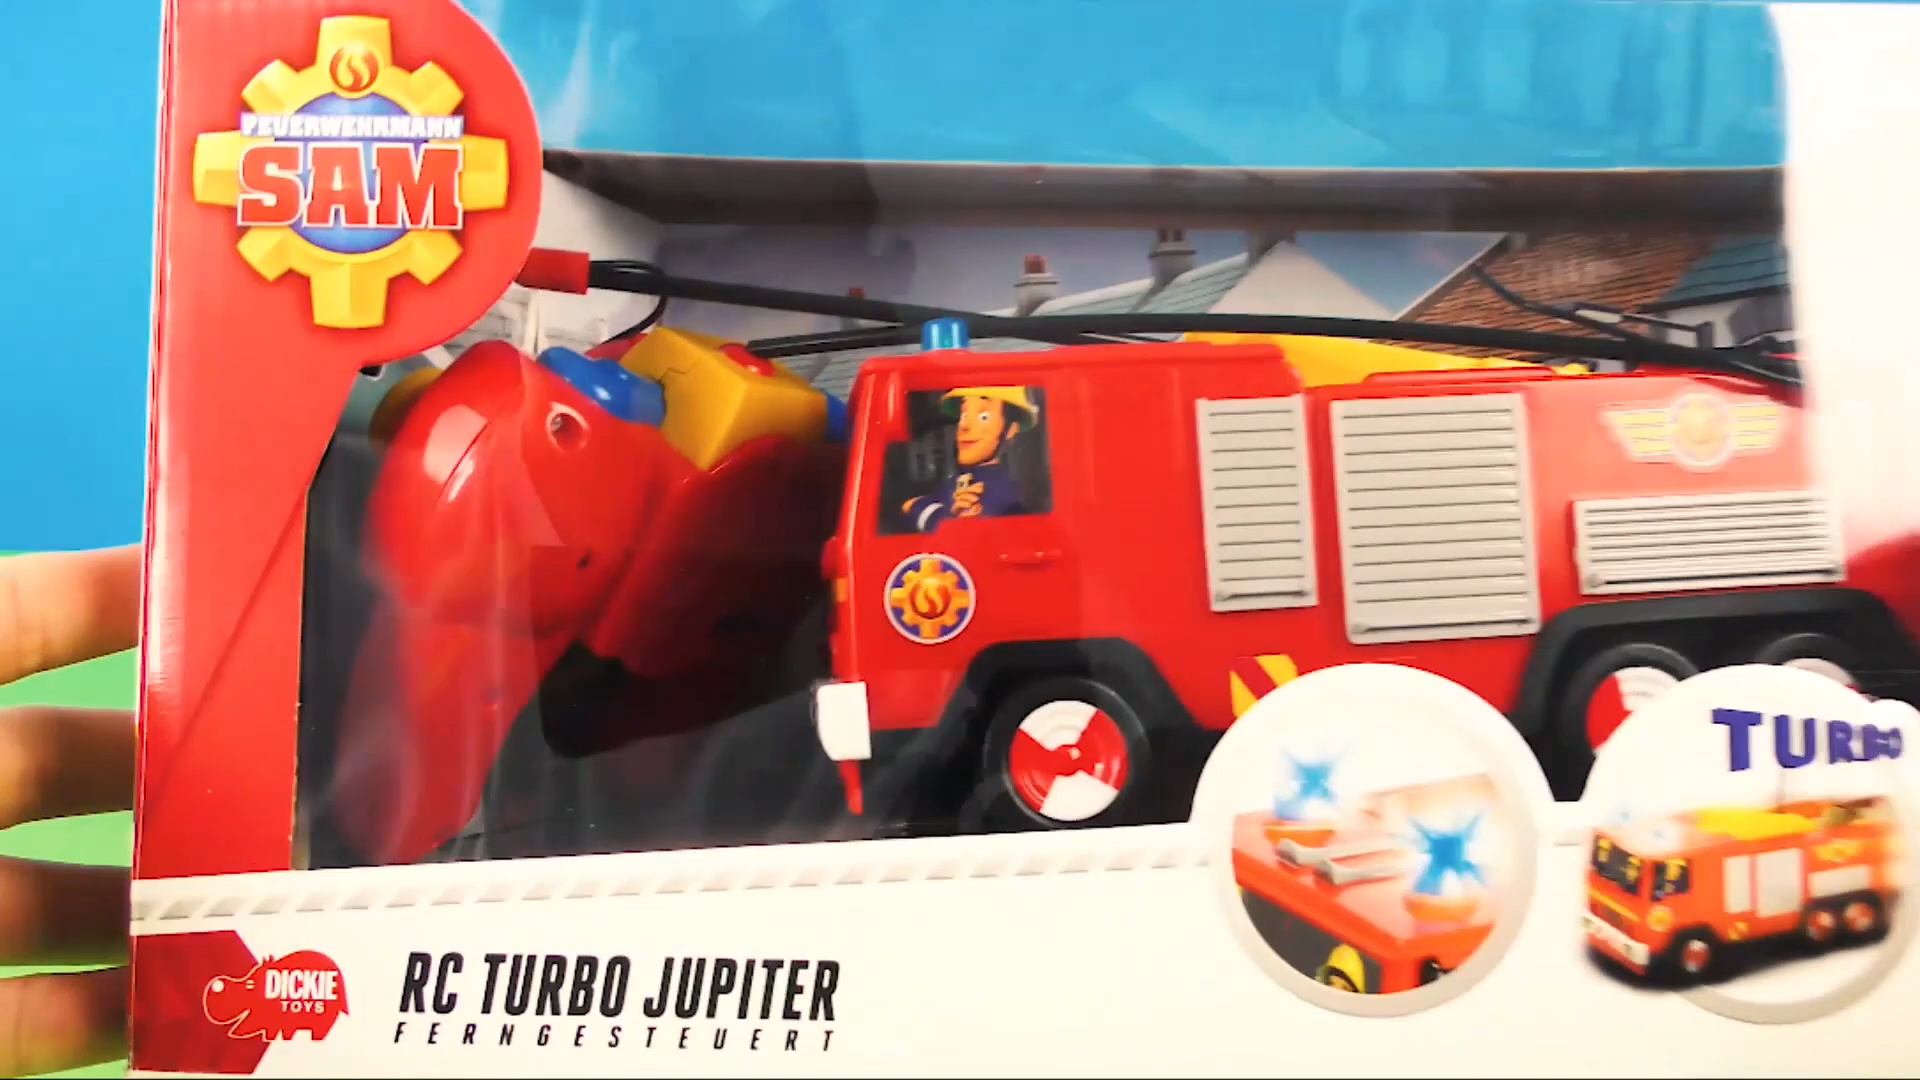 FEUERWEHRMANN
SAM
TURBO
DICKIE
TOYS
RC TURBO JUPITER
FERNGESTEUERT